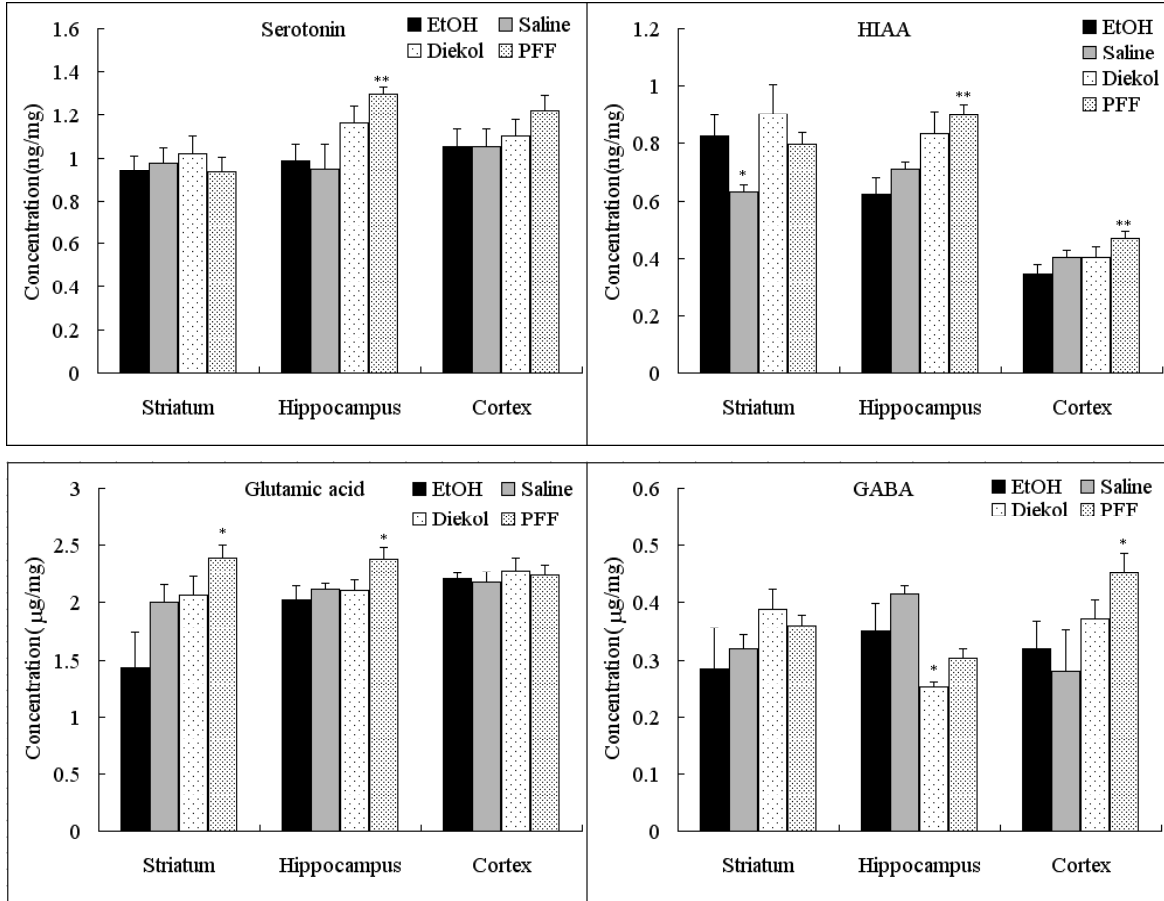 Serotonin
EtOH Saline
Diekol PFF
Concentration(ng/mg)
1.6
1.4
1.2
1
0.8
0.6
0.4
0.2
0
**
Striatum Hippocampus Cortex
HIAA
EtOH
Saline
Diekol
PFF
Concentration(ng/mg)
1.2
1
0.8
0.6
0.4
0.2
0
*
**
**
Striatum Hippocampus Cortex
Glutamic acid
EtOH Saline
Diekol PFF
Concentration( μg/mg)
3
2.5
2
1.5
1
0.5
0
*
*
Striatum Hippocampus Cortex
GABA
EtOH Saline
Diekol PFF
Concentration( μg/mg)
0.6
0.5
0.4
0.3
0.2
0.1
0
*
*
Striatum Hippocampus Cortex